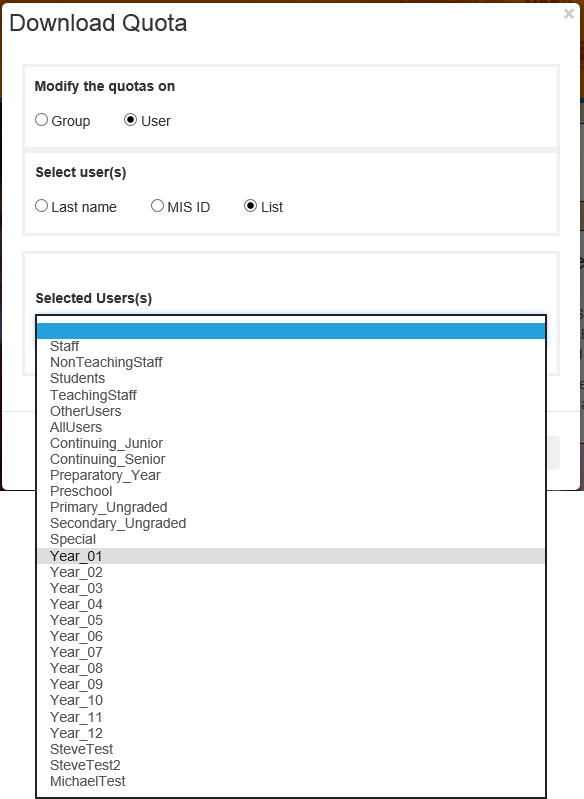 Download Quota
×
Modify the quotas on
Group User
Select user(s)
Last name MIS ID List
Selected Users(s)
Staff
NonTeachingStaff
Students
TeachingStaff
OtherUsers
AllUsers
Continuing_Junior
Continuing_Senior
Preparatory_Year
Preschool
Primary_Ungraded
Secondary_Ungraded
Special
Year_01
Year_02
Year_03
Year_04
Year_05
Year_06
Year_07
Year_08
Year_09
Year_10
Year_11
Year_12
SteveTest
SteveTest2
MichaelTest